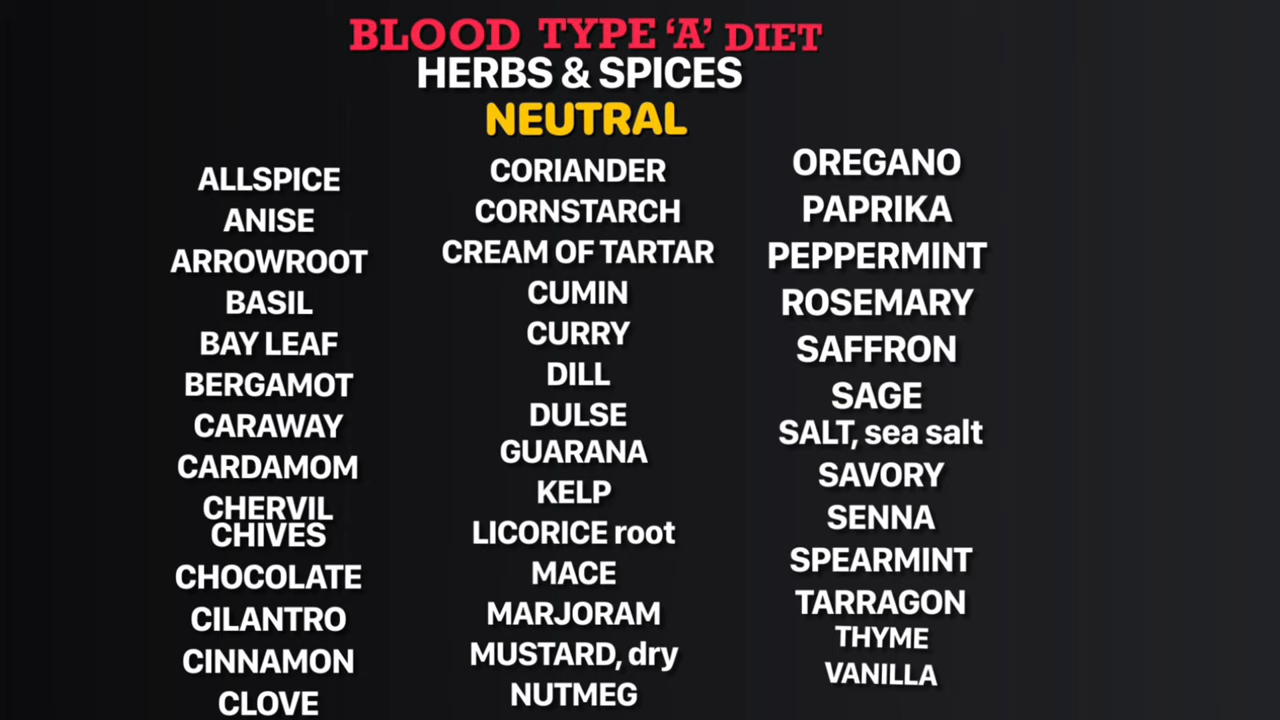 BLOOD TYPE ‘A’ DIET
HERBS & SPICES
NEUTRAL
ALLSPICE
ANISE
ARROWROOT
BASIL
BAY LEAF
BERGAMOT
CARAWAY
CARDAMOM
CHERVIL
CHIVES
CHOCOLATE
CILANTRO
CINNAMON
CLOVE
CORIANDER
CORNSTARCH
CREAM OF TARTAR
CUMIN
CURRY
DILL
DULSE
GUARANA
KELP
LICORICE root
MACE
MARJORAM
MUSTARD, dry
NUTMEG
OREGANO
PAPRIKA
PEPPERMINT
ROSEMARY
SAFFRON
SAGE
SALT, sea salt
SAVORY
SENNA
SPEARMINT
TARRAGON
THYME
VANILLA